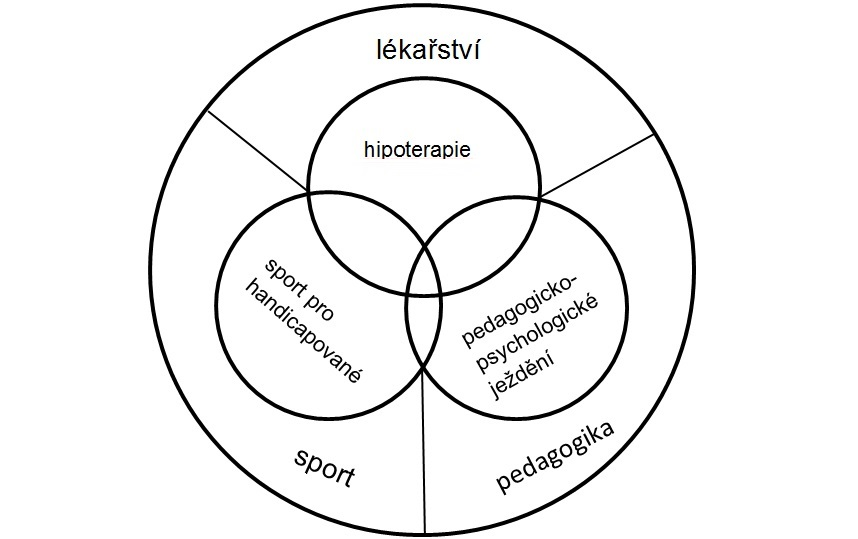 lékařství
hipoterapie
sport pro
handicapované
pedagogicko-
psychologické
ježdění
sport
pedagogika